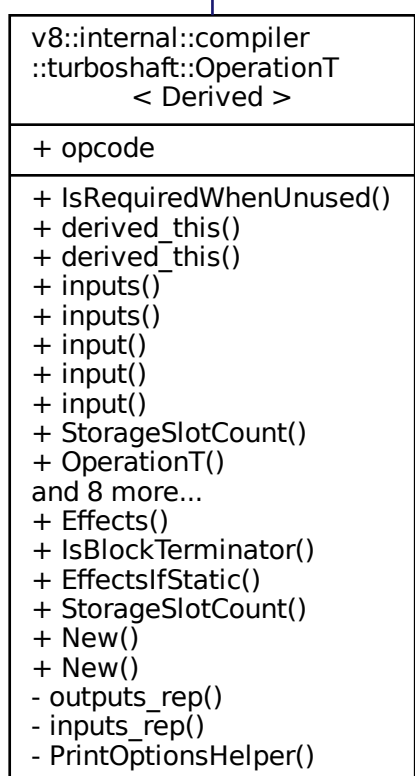 v8::internal::compiler
::turboshaft::OperationT
< Derived >
+ opcode
+ IsRequiredWhenUnused()
+ derived_this()
+ derived_this()
+ inputs()
+ inputs()
+ input()
+ input()
+ input()
+ StorageSlotCount()
+ OperationT()
and 8 more...
+ Effects()
+ IsBlockTerminator()
+ EffectsIfStatic()
+ StorageSlotCount()
+ New()
+ New()
- outputs_rep()
- inputs_rep()
- PrintOptionsHelper()